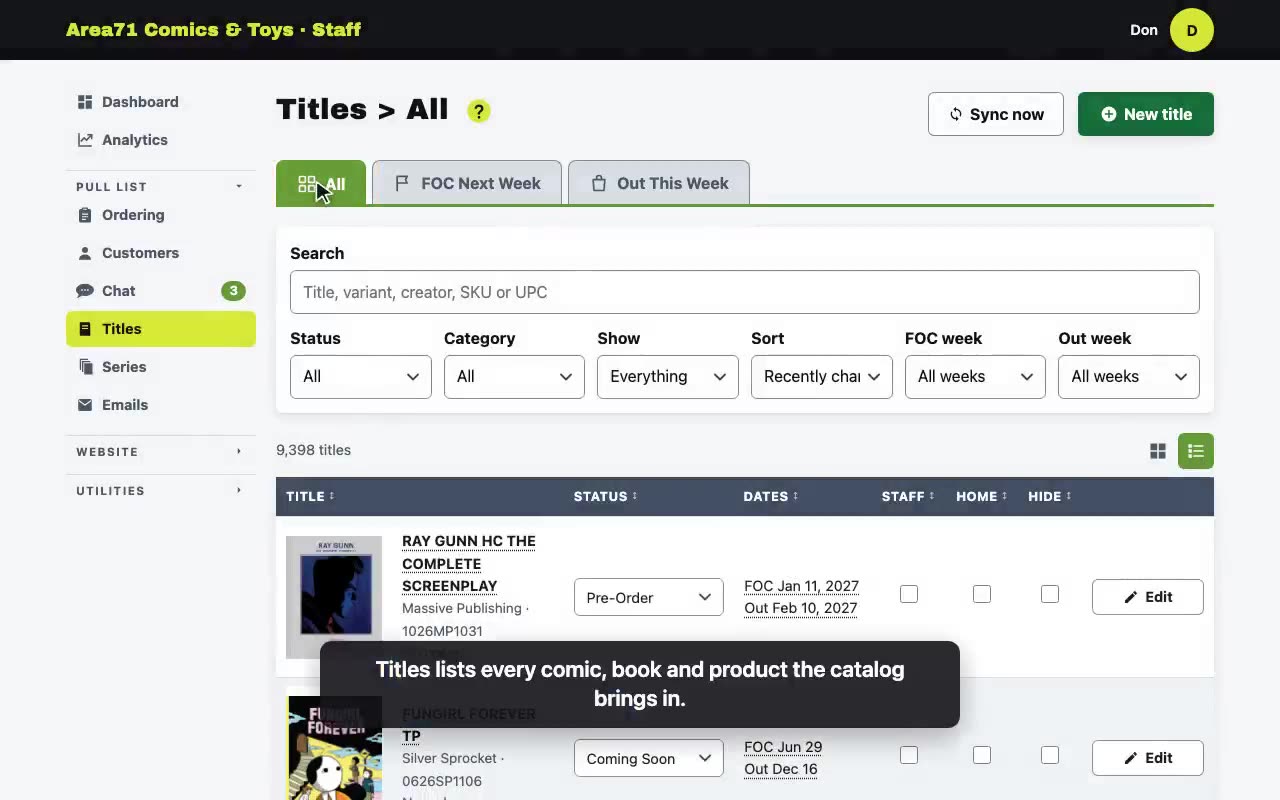 Area71 Comics & Toys · Staff
Don
D
Dashboard
Analytics
PULL LIST
Ordering
Customers
Chat
3
Titles
Series
Emails
WEBSITE
UTILITIES
Titles > All
?
Sync now
New title
All
FOC Next Week
Out This Week
Search
Title, variant, creator, SKU or UPC
Status
Category
Show
Sort
FOC week
Out week
All
All
Everything
Recently char
All weeks
All weeks
9,398 titles
TITLE
STATUS
DATES
STAFF
HOME
HIDE
RAY GUNN
RAY GUNN HC THE
COMPLETE
SCREENPLAY
Massive Publishing ·
1026MP1031
Pre-Order
FOC Jan 11, 2027
Out Feb 10, 2027
Edit
Titles lists every comic, book and product the catalog
brings in.
FUNGIRL
FOREVER
FUNGIRL FOREVER
TP
Silver Sprocket ·
0626SP1106
Coming Soon
FOC Jun 29
Out Dec 16
Edit